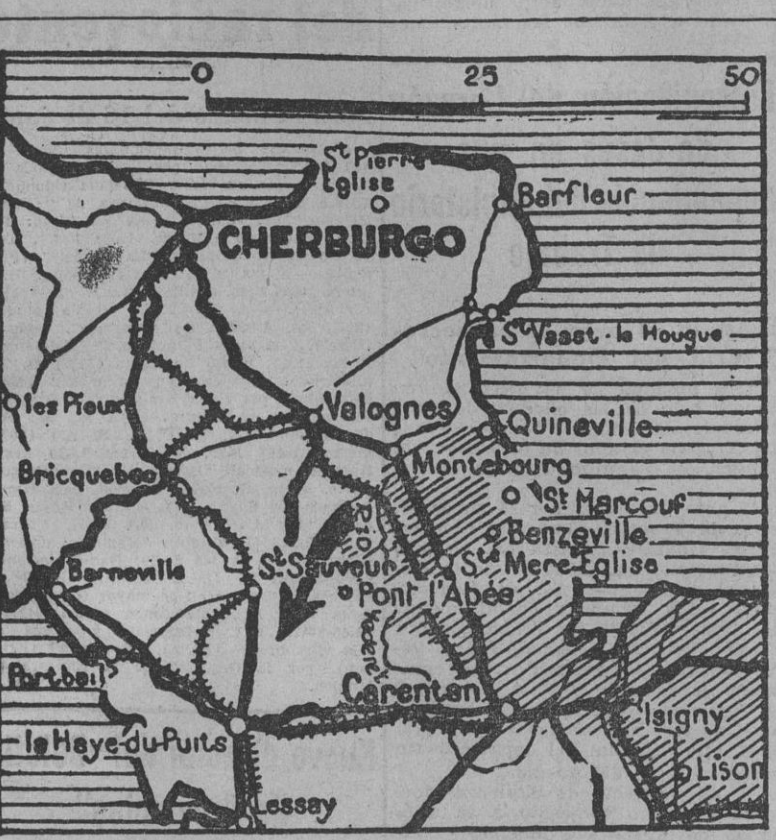 0 25 50
St Pierre
Eglise
Barfleur
CHERBURGO
St Vaast-la Hougue
les Pieux
Valognes
Quineville
Bricquebec
Montebourg
St Marcouf
Rio
Benzeville
Barneville
St Sauveur
Ste Mere-Eglise
Pont l'Abée
Portbail
Carentan
Isigny
la Haye-du-Puits
Lison
Lessay